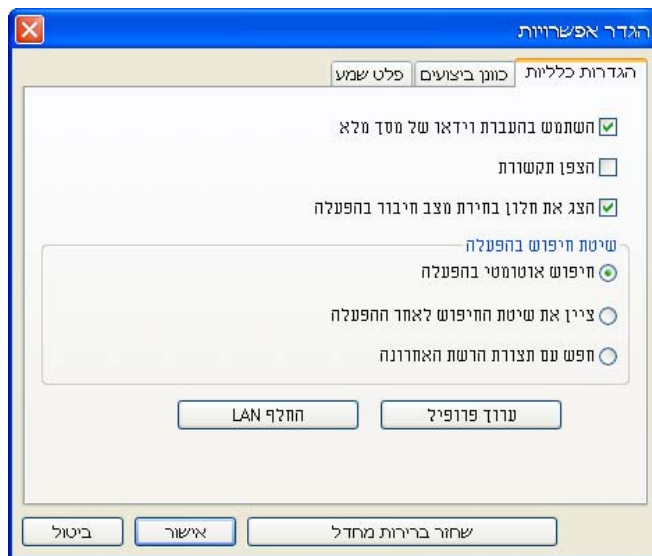 הגדר אפשרויות
הגדרות כלליות כוונן ביצועים פלט שמע
השתמש בהעברת וידאו של מסך מלא
הצפן תקשורת
הצג את חלון בחירת מצב חיבור בהפעלה
שיטת חיפוש בהפעלה
חיפוש אוטומטי בהפעלה
ציין את שיטת החיפוש לאחר ההפעלה
חפש עם תצורת הרשת האחרונה
ערוך פרופיל החלף LAN
שחזר ברירות מחדל אישור ביטול